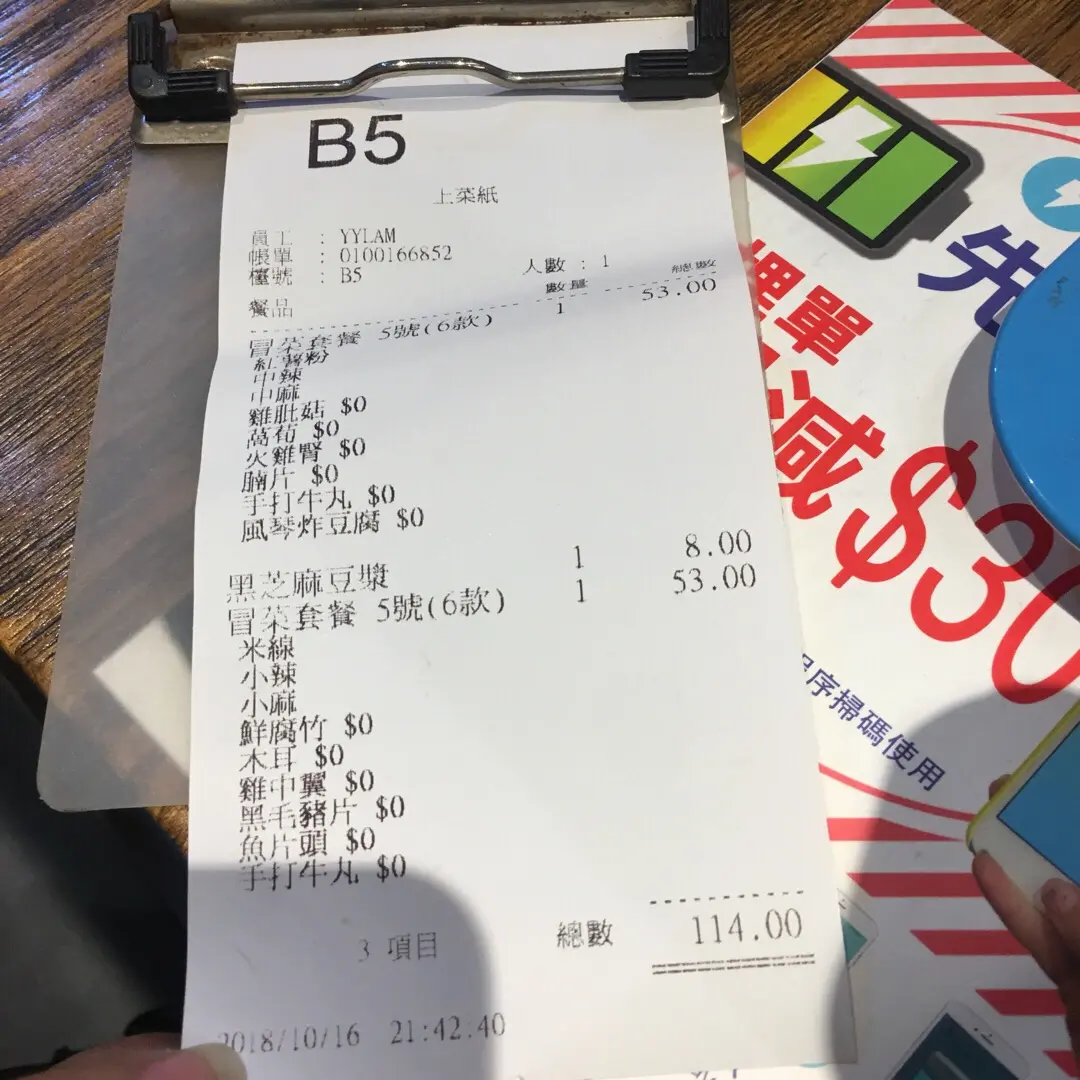 B5
上菜紙
員工 : YYLAM
帳單 : 0100166852
檯號 : B5 人數 : 1
餐品 數量 總數
冒菜套餐 5號(6款) 1 53.00
紅薯粉
中辣
中麻
雞肶菇 $0
萵荀 $0
火雞腎 $0
腩片 $0
手打牛丸 $0
風琴炸豆腐 $0
黑芝麻豆漿 1 8.00
冒菜套餐 5號(6款) 1 53.00
米線
小辣
小麻
鮮腐竹 $0
木耳 $0
雞中翼 $0
黑毛豬片 $0
魚片頭 $0
手打牛丸 $0
3 項目 總數 114.00
2018/10/16 21:42:40
先
埋單
減$30
序掃碼使用